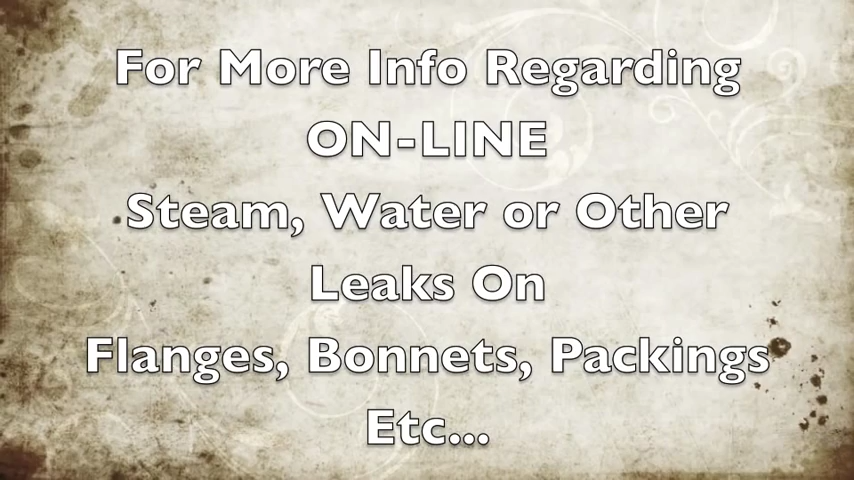 For More Info Regarding
ON-LINE
Steam, Water or Other
Leaks On
Flanges, Bonnets, Packings
Etc...